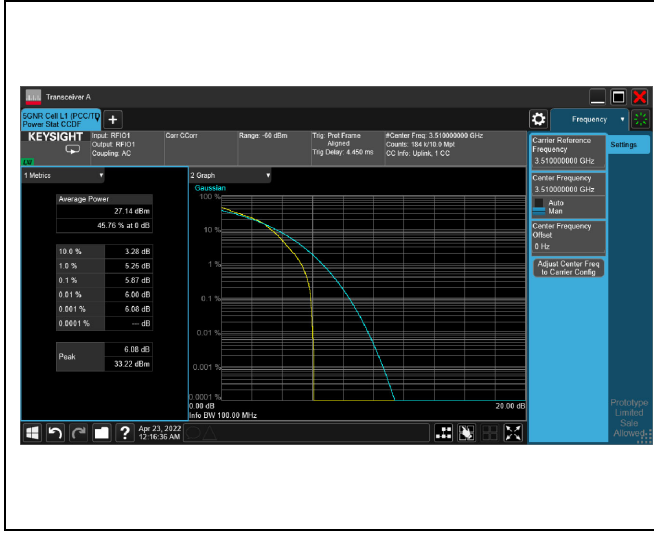 Transceiver A
5GNR Cell L1 (PCC/TD
Power Stat CCDF
Frequency
KEYSIGHT
Input: RFIO1
Output: RFIO1
Coupling: AC
Carr CCorr
Range: -60 dBm
Trig: Prot Frame
Aligned
Trig Delay: 4.450 ms
#Center Freq: 3.510000000 GHz
Counts: 184 k/10.0 Mpt
CC Info: Uplink, 1 CC
Carrier Reference
Frequency
3.510000000 GHz
Settings
Center Frequency
3.510000000 GHz
Auto
Man
Center Frequency
Offset
0 Hz
Adjust Center Freq
to Carrier Config
1 Metrics
Average Power
27.14 dBm
45.76 % at 0 dB
10.0 % 3.28 dB
1.0 % 5.25 dB
0.1 % 5.87 dB
0.01 % 6.00 dB
0.001 % 6.08 dB
0.0001 % --- dB
Peak
6.08 dB
33.22 dBm
2 Graph
Gaussian
100 %
10 %
1 %
0.1 %
0.01 %
0.001 %
0.0001 %
0.00 dB
20.00 dB
Info BW 100.00 MHz
Prototype
Limited
Sale
Allowed
Apr 23, 2022
12:16:36 AM